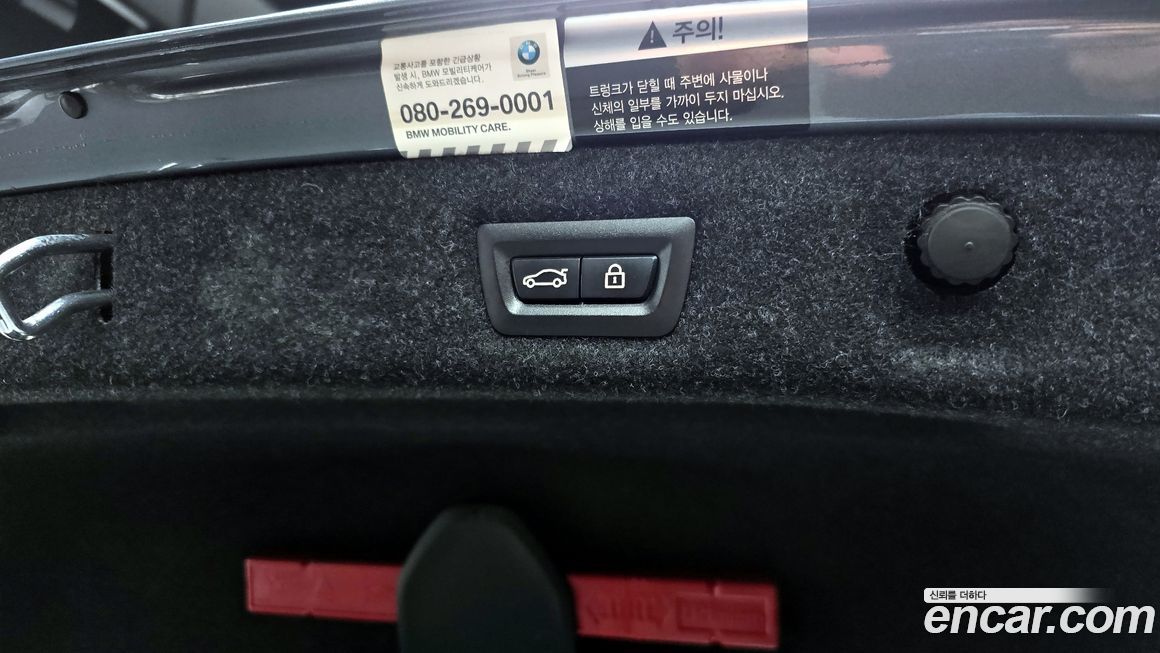 교통사고를 포함한 긴급상황
발생 시, BMW 모빌리티케어가
신속하게 도와드리겠습니다.
080-269-0001
BMW MOBILITY CARE.
주의!
트렁크가 닫힐 때 주변에 사물이나
신체의 일부를 가까이 두지 마십시오.
상해를 입을 수도 있습니다.
신뢰를 더하다
encar.com